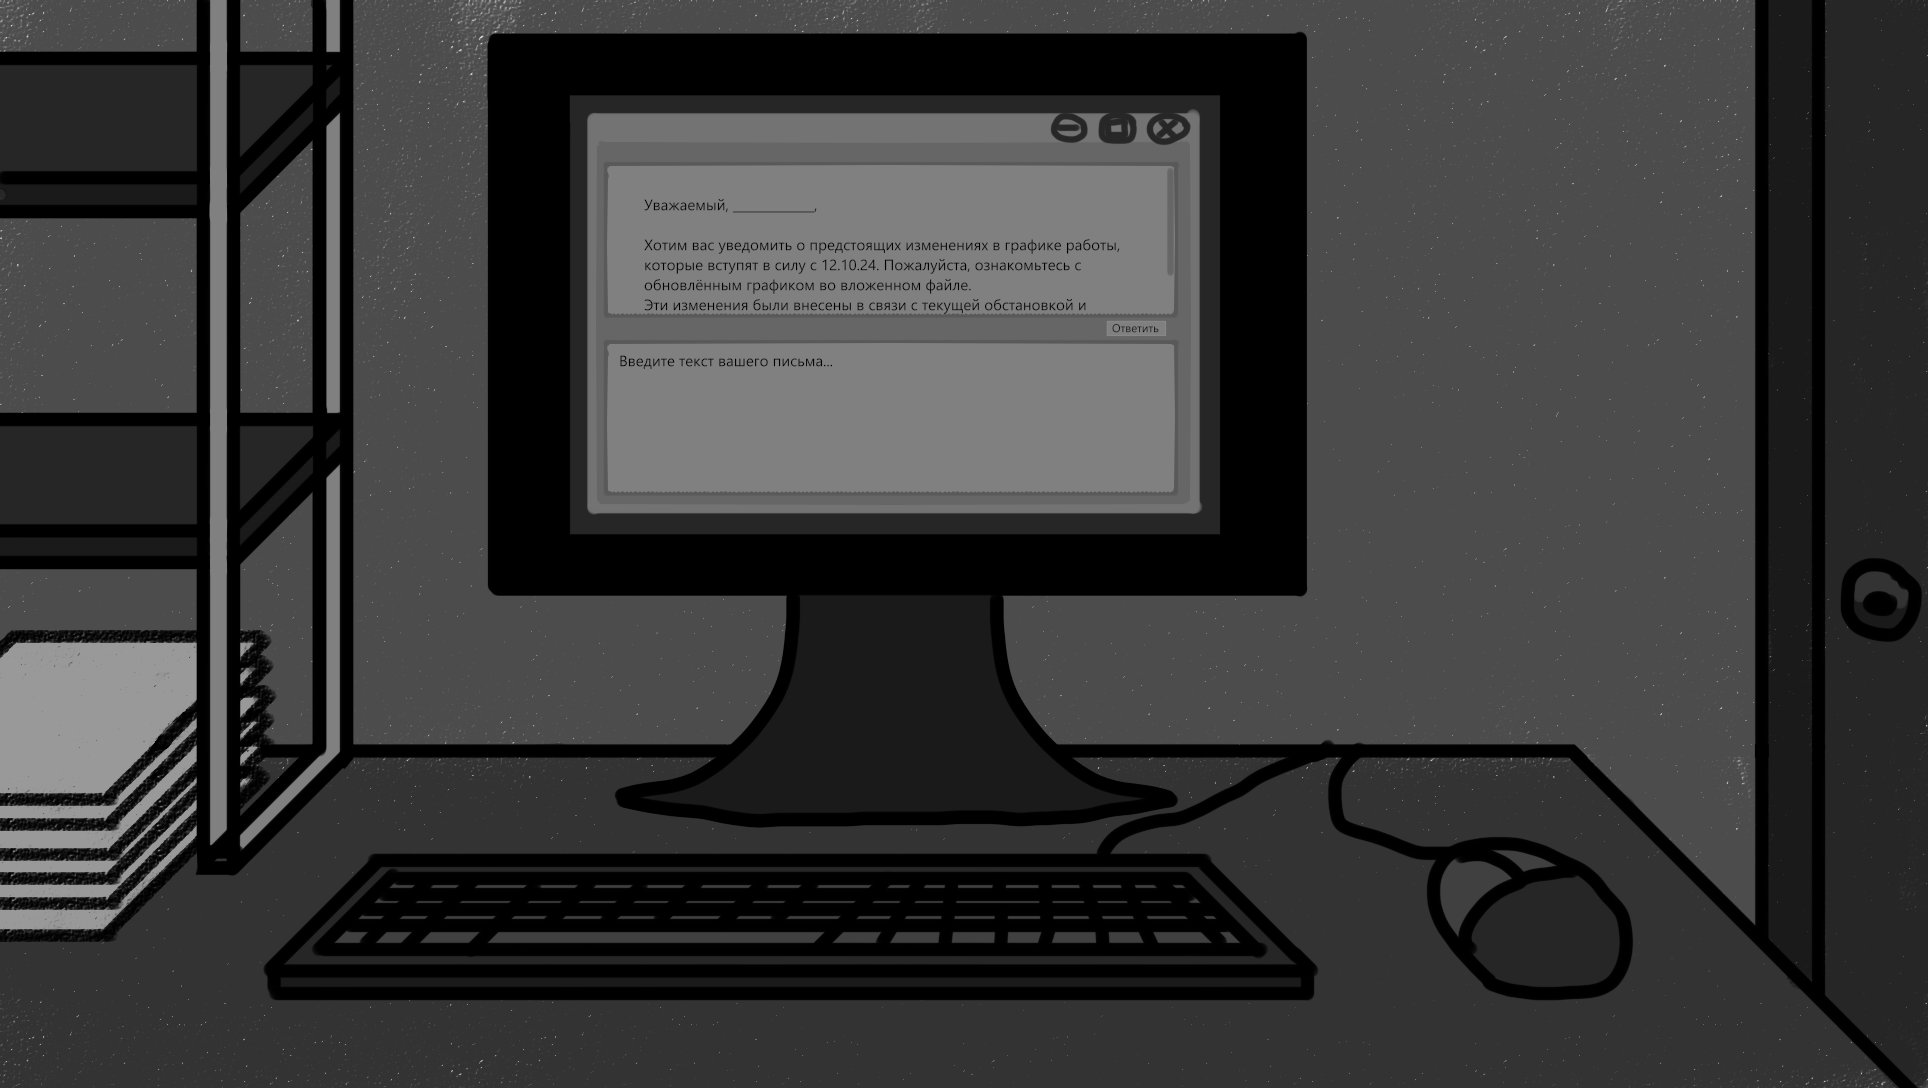 Уважаемый, ____________,
Хотим вас уведомить о предстоящих изменениях в графике работы,
которые вступят в силу с 12.10.24. Пожалуйста, ознакомьтесь с
обновлённым графиком во вложенном файле.
Эти изменения были внесены в связи с текущей обстановкой и
Ответить
Введите текст вашего письма...